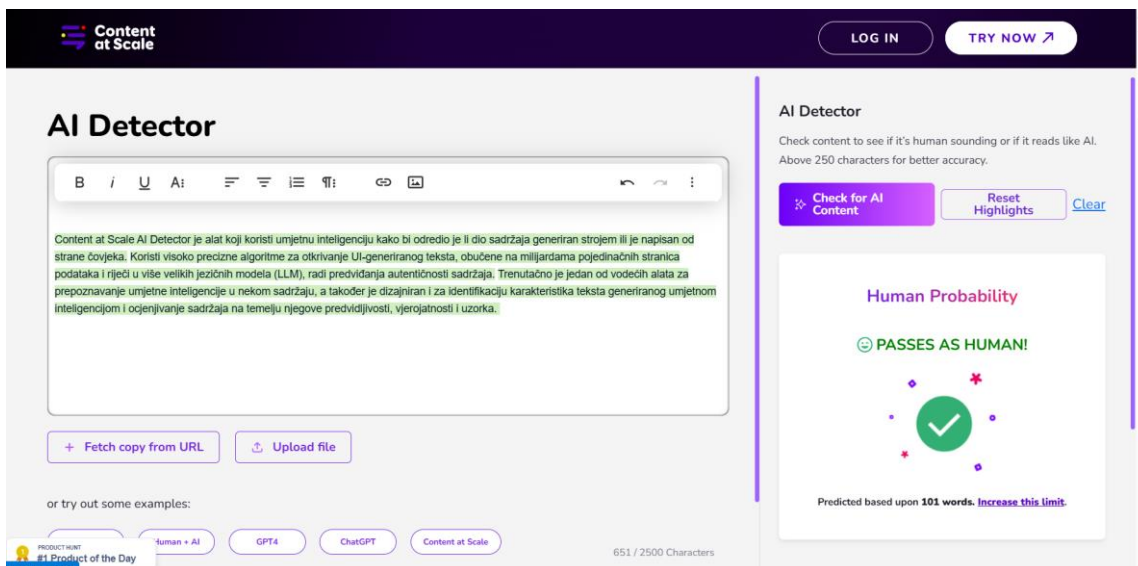 Content
at Scale
LOG IN
TRY NOW
AI Detector
B i U A
Content at Scale AI Detector je alat koji koristi umjetnu inteligenciju kako bi odredio je li dio sadržaja generiran strojem ili je napisan od
strane čovjeka. Koristi visoko precizne algoritme za otkrivanje UI-generiranog teksta, obučene na milijardama pojedinačnih stranica
podataka i riječi u više velikih jezičnih modela (LLM), radi predviđanja autentičnosti sadržaja. Trenutačno je jedan od vodećih alata za
prepoznavanje umjetne inteligencije u nekom sadržaju, a također je dizajniran i za identifikaciju karakteristika teksta generiranog umjetnom
inteligencijom i ocjenjivanje sadržaja na temelju njegove predvidljivosti, vjerojatnosti i uzorka.
+ Fetch copy from URL
Upload file
or try out some examples:
Human + AI
GPT4
ChatGPT
Content at Scale
651 / 2500 Characters
PRODUCT HUNT
#1 Product of the Day
AI Detector
Check content to see if it's human sounding or if it reads like AI.
Above 250 characters for better accuracy.
Check for AI
Content
Reset
Highlights
Clear
Human Probability
PASSES AS HUMAN!
Predicted based upon 101 words. Increase this limit.